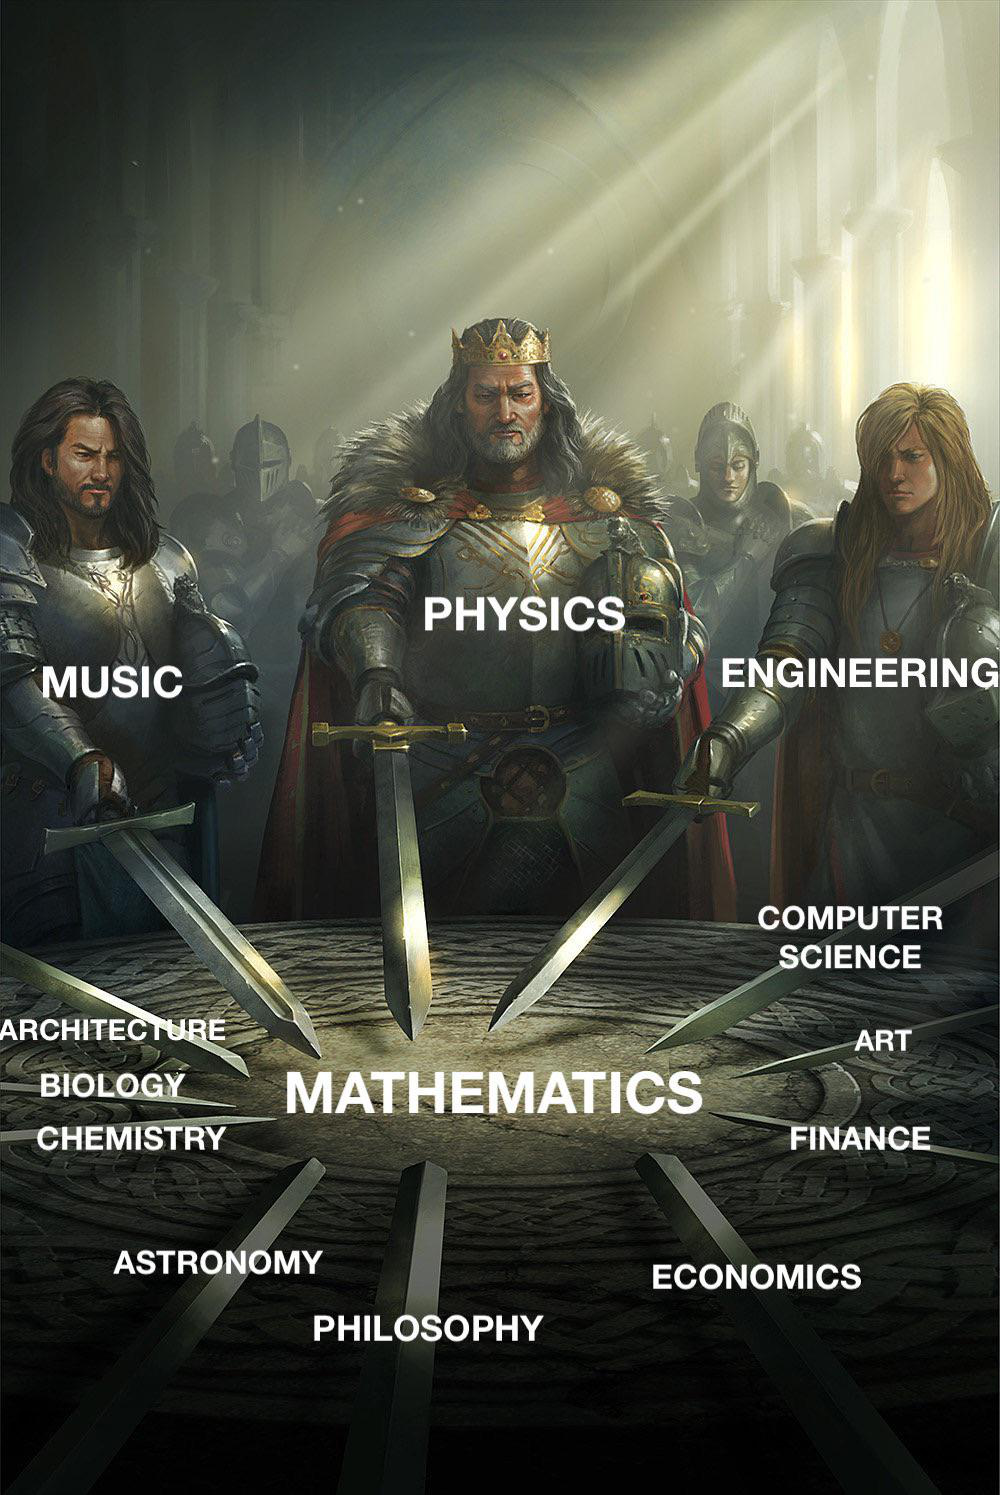 PHYSICS
MUSIC
ENGINEERING
COMPUTER
SCIENCE
ARCHITECTURE
ART
BIOLOGY
MATHEMATICS
CHEMISTRY
FINANCE
ASTRONOMY
ECONOMICS
PHILOSOPHY